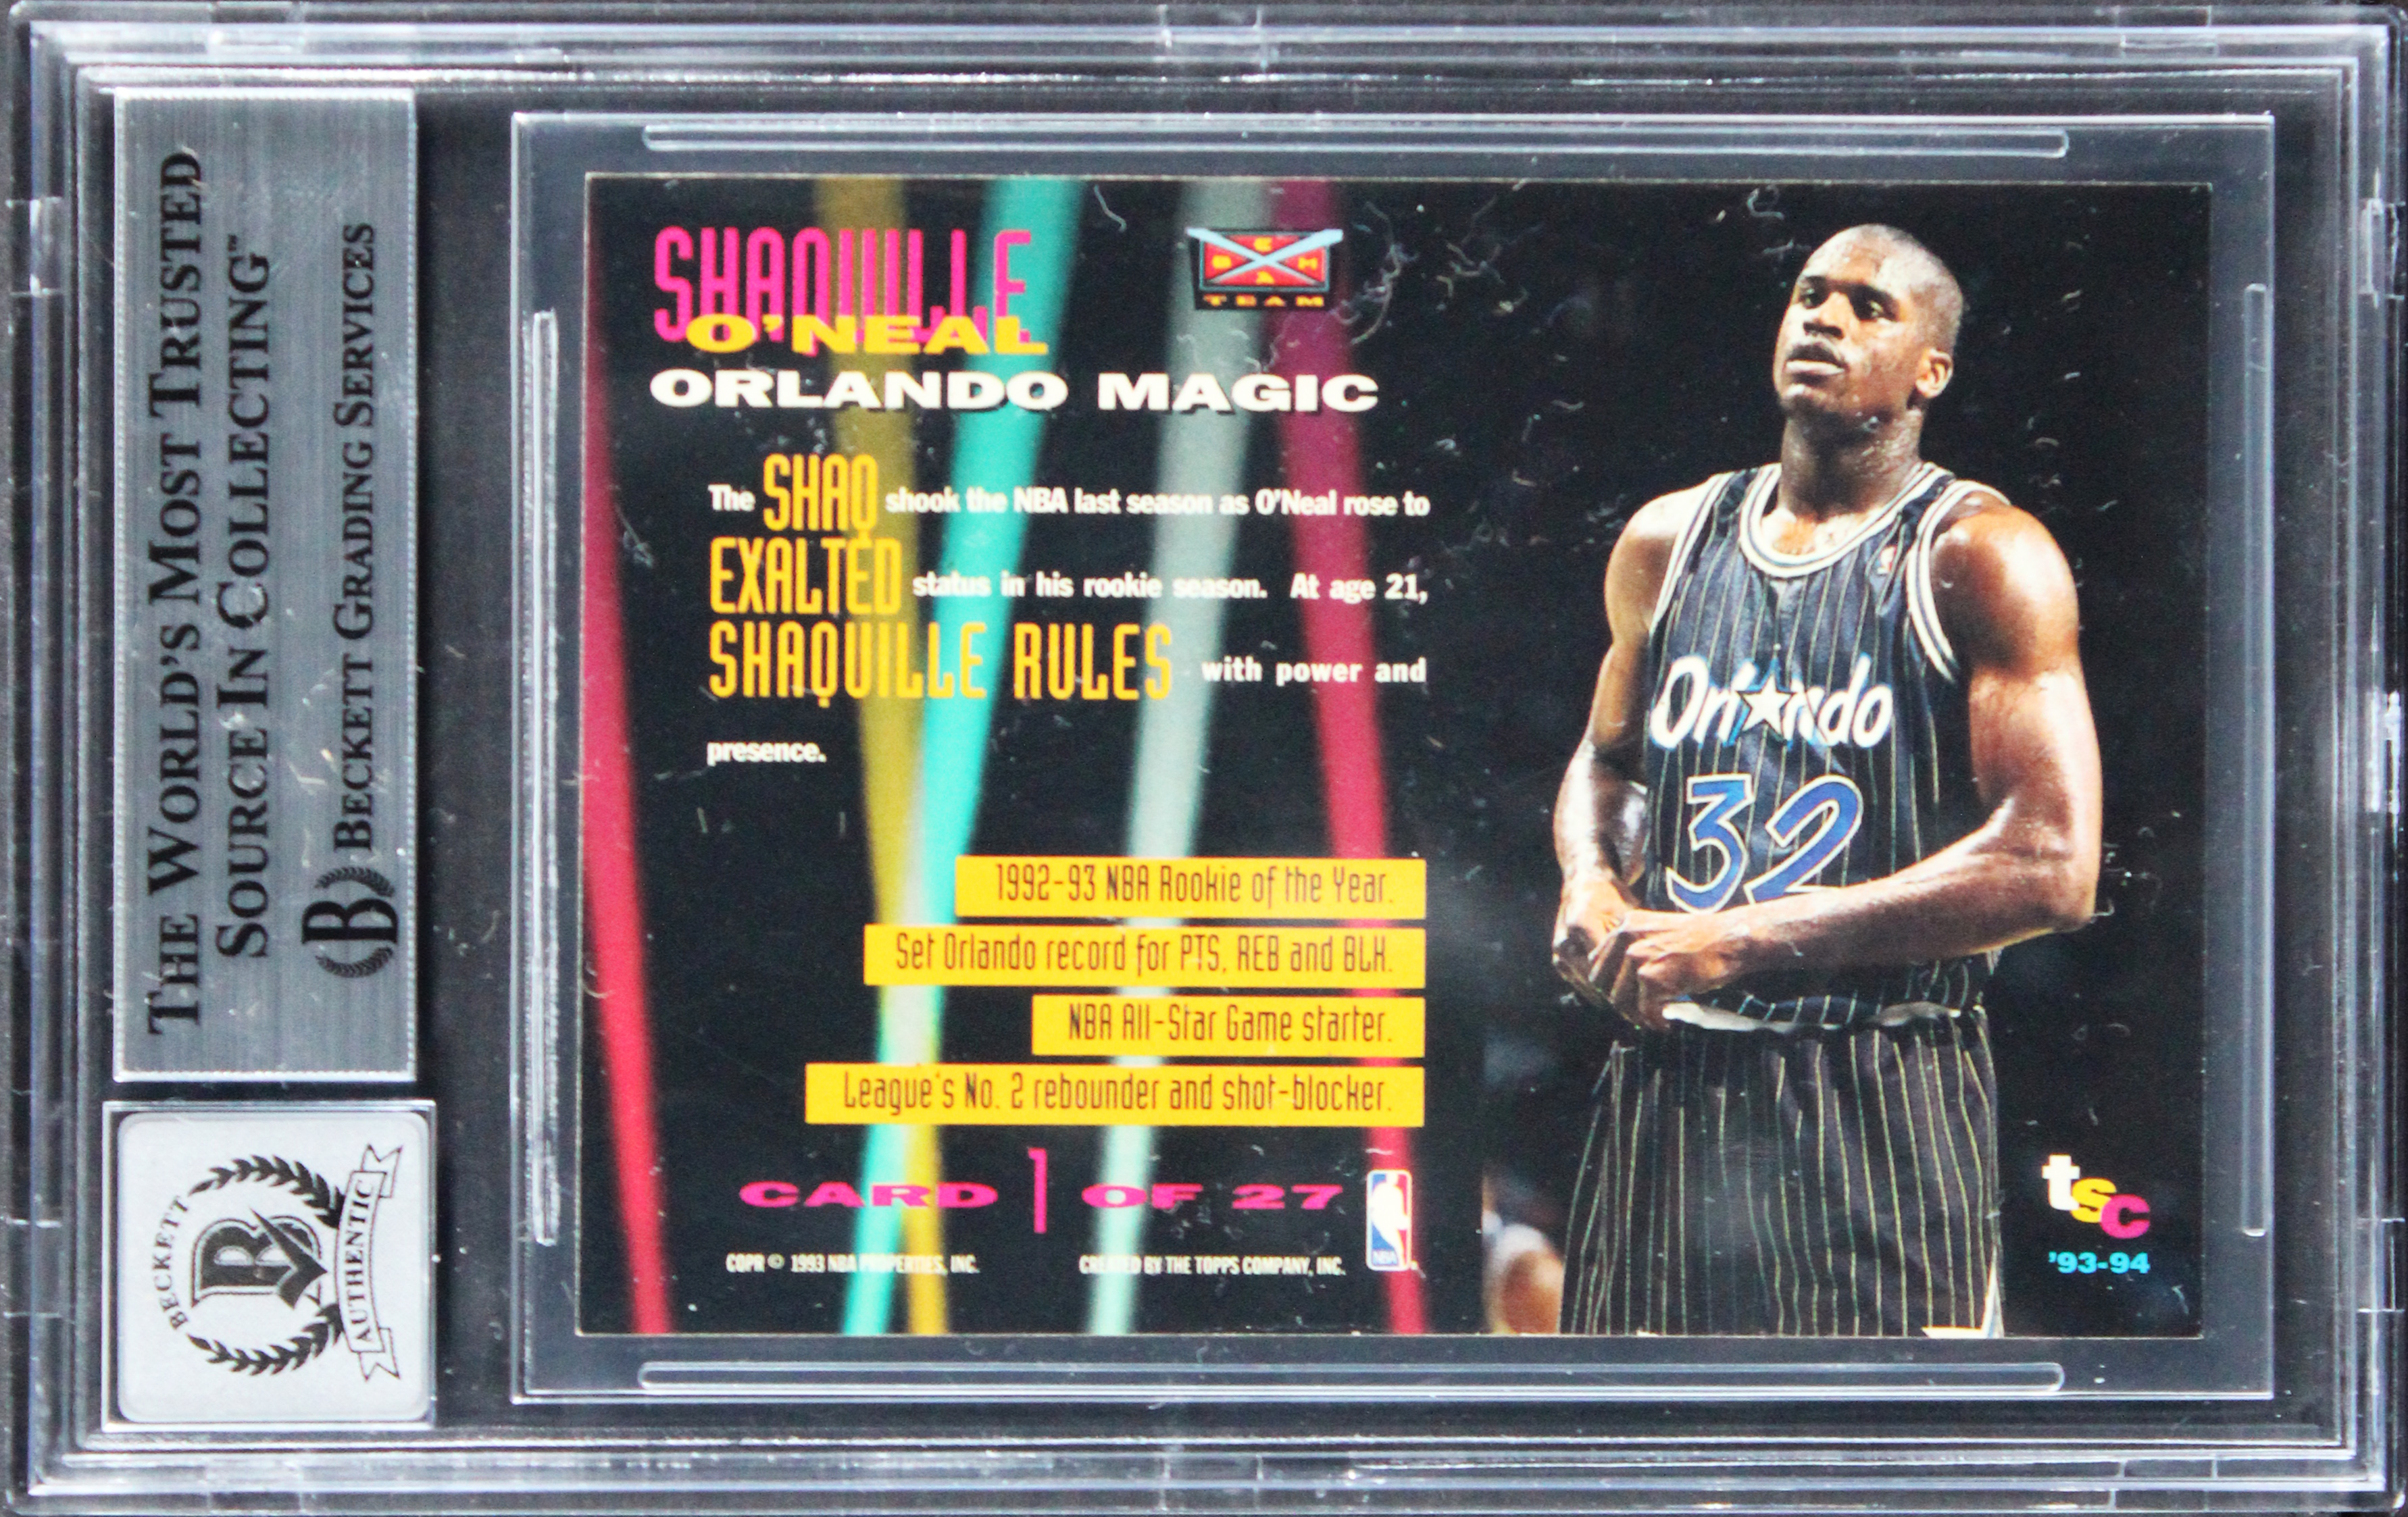 THE WORLD'S MOST TRUSTED
SOURCE IN COLLECTING™
B BECKETT GRADING SERVICES
BECKETT
B
AUTHENTIC
SHAQUILLE
O'NEAL
ORLANDO MAGIC
BEAM
TEAM
The SHAQ shook the NBA last season as O'Neal rose to
EXALTED status in his rookie season. At age 21,
SHAQUILLE RULES with power and
presence.
1992-93 NBA Rookie of the Year.
Set Orlando record for PTS, REB and BLK.
NBA All-Star Game starter.
League's No. 2 rebounder and shot-blocker.
CARD 1 OF 27
COPR © 1993 NBA PROPERTIES, INC.
CREATED BY THE TOPPS COMPANY, INC.
NBA
Orlando
32
tsc
'93-94